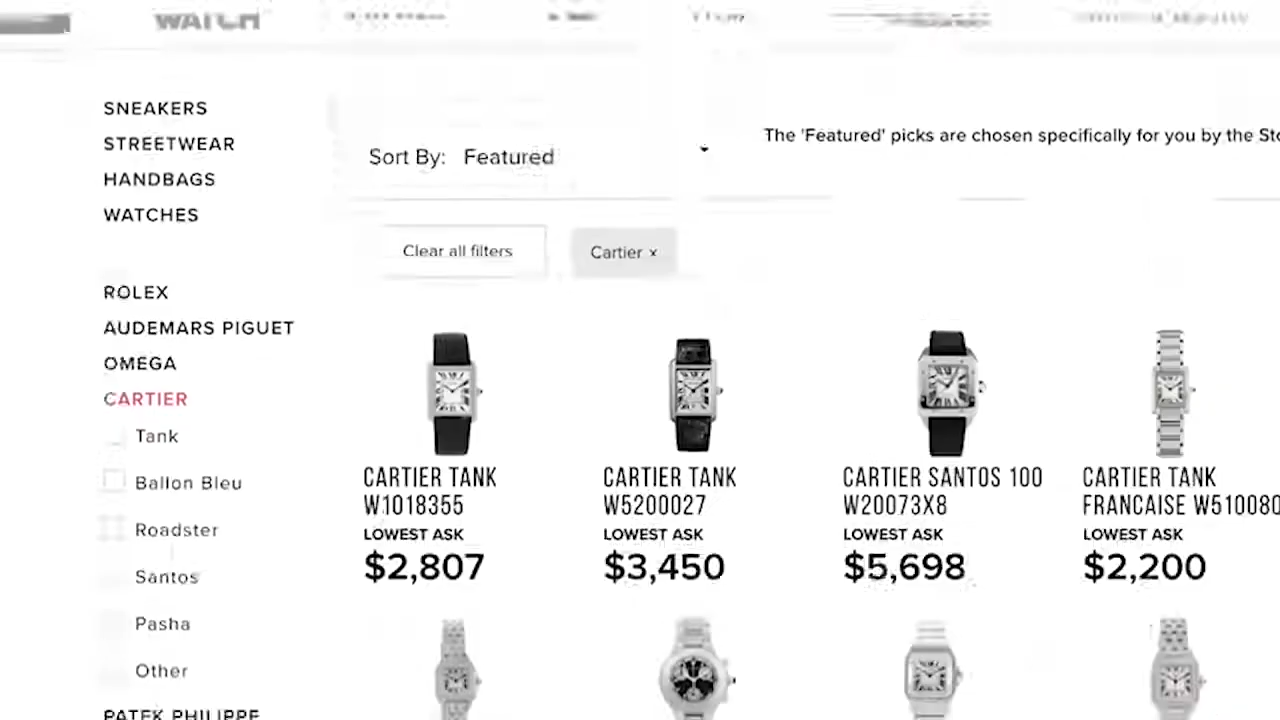 WATCH
SNEAKERS
STREETWEAR
HANDBAGS
WATCHES
ROLEX
AUDEMARS PIGUET
OMEGA
CARTIER
Tank
Ballon Bleu
Roadster
Santos
Pasha
Other
PATEK PHILIPPE
Sort By: Featured
The 'Featured' picks are chosen specifically for you by the
Clear all filters
Cartier x
CARTIER TANK
W1018355
LOWEST ASK
$2,807
CARTIER TANK
W5200027
LOWEST ASK
$3,450
CARTIER SANTOS 100
W20073X8
LOWEST ASK
$5,698
CARTIER TANK
FRANCAISE W510080
LOWEST ASK
$2,200